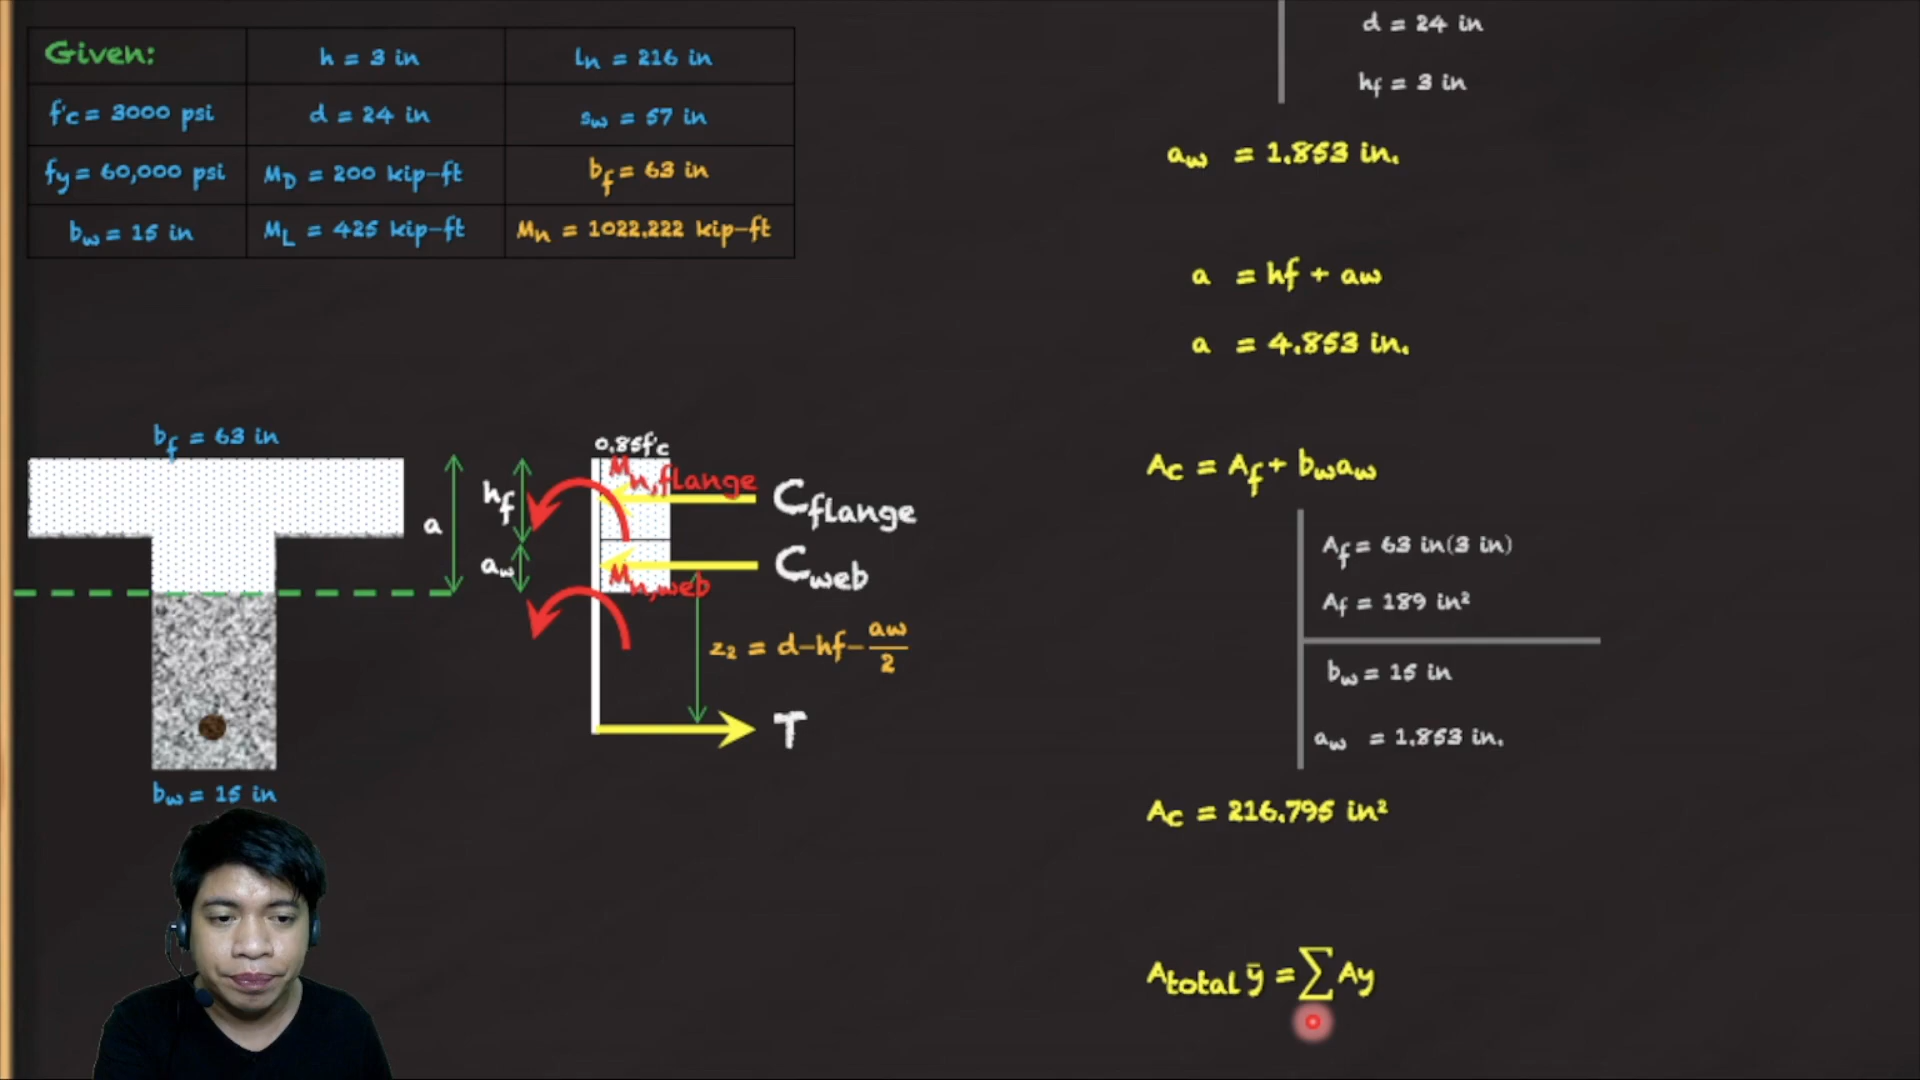 Given:
h = 3 in
ln = 216 in
f'c = 3000 psi
d = 24 in
sw = 57 in
fy = 60,000 psi
MD = 200 kip-ft
bf = 63 in
bw = 15 in
ML = 425 kip-ft
Mn = 1022.222 kip-ft
bf = 63 in
a
hf
aw
0.85f'c
Mn,flange
Cflange
Mn,web
Cweb
z2 = d-hf-aw/2
T
bw = 15 in
d = 24 in
hf = 3 in
aw = 1.853 in.
a = hf + aw
a = 4.853 in.
Ac = Af + bwaw
Af = 63 in(3 in)
Af = 189 in²
bw = 15 in
aw = 1.853 in.
Ac = 216.795 in²
Atotal ȳ = ∑ Ay